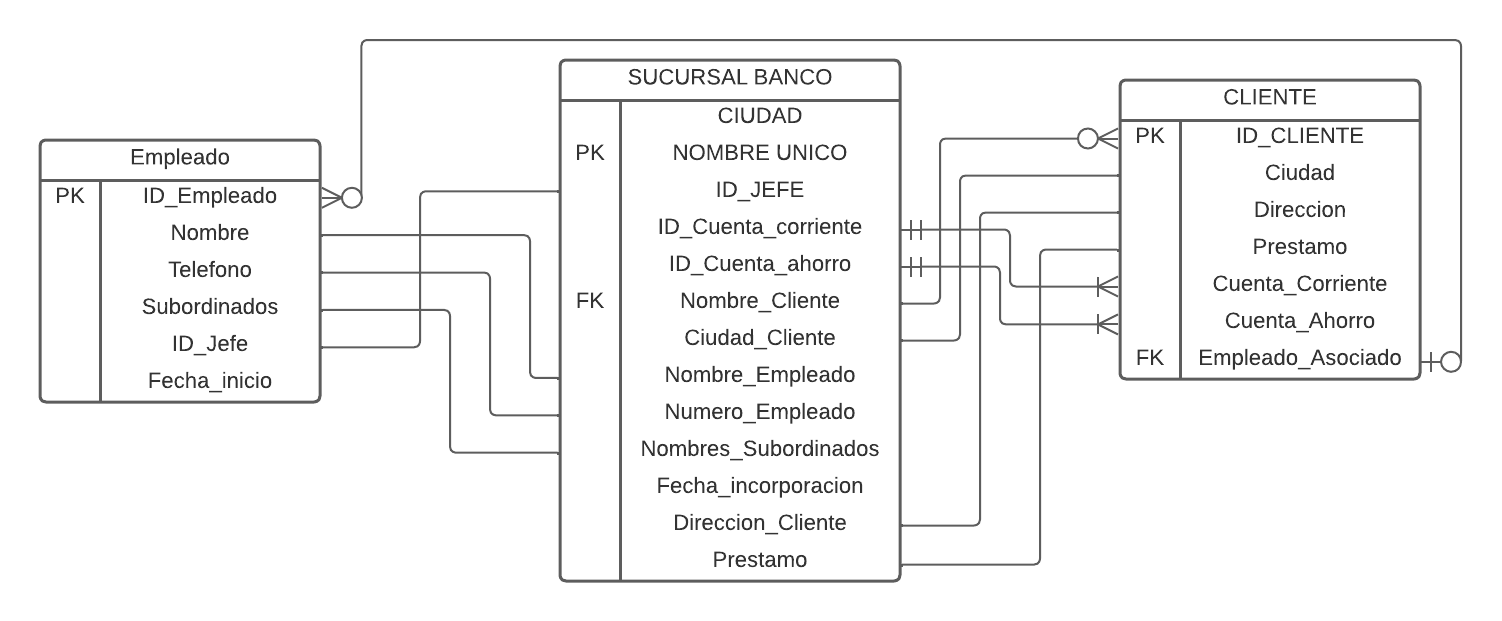 Empleado
PK ID_Empleado
Nombre
Telefono
Subordinados
ID_Jefe
Fecha_inicio
SUCURSAL BANCO
CIUDAD
PK NOMBRE UNICO
ID_JEFE
ID_Cuenta_corriente
ID_Cuenta_ahorro
FK Nombre_Cliente
Ciudad_Cliente
Nombre_Empleado
Numero_Empleado
Nombres_Subordinados
Fecha_incorporacion
Direccion_Cliente
Prestamo
CLIENTE
PK ID_CLIENTE
Ciudad
Direccion
Prestamo
Cuenta_Corriente
Cuenta_Ahorro
FK Empleado_Asociado